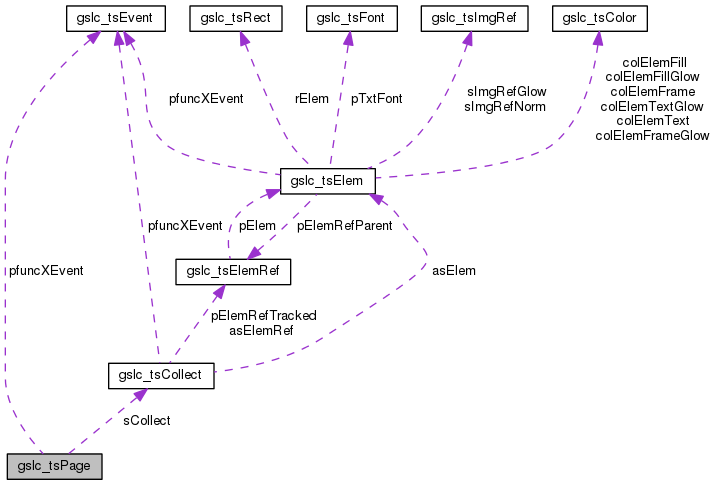 gslc_tsEvent
gslc_tsRect
gslc_tsFont
gslc_tsImgRef
gslc_tsColor
colElemFill
colElemFillGlow
colElemFrame
colElemTextGlow
colElemText
colElemFrameGlow
pfuncXEvent
rElem
pTxtFont
sImgRefGlow
sImgRefNorm
gslc_tsElem
pfuncXEvent
pElem
pElemRefParent
pfuncXEvent
gslc_tsElemRef
asElem
pElemRefTracked
asElemRef
gslc_tsCollect
sCollect
gslc_tsPage